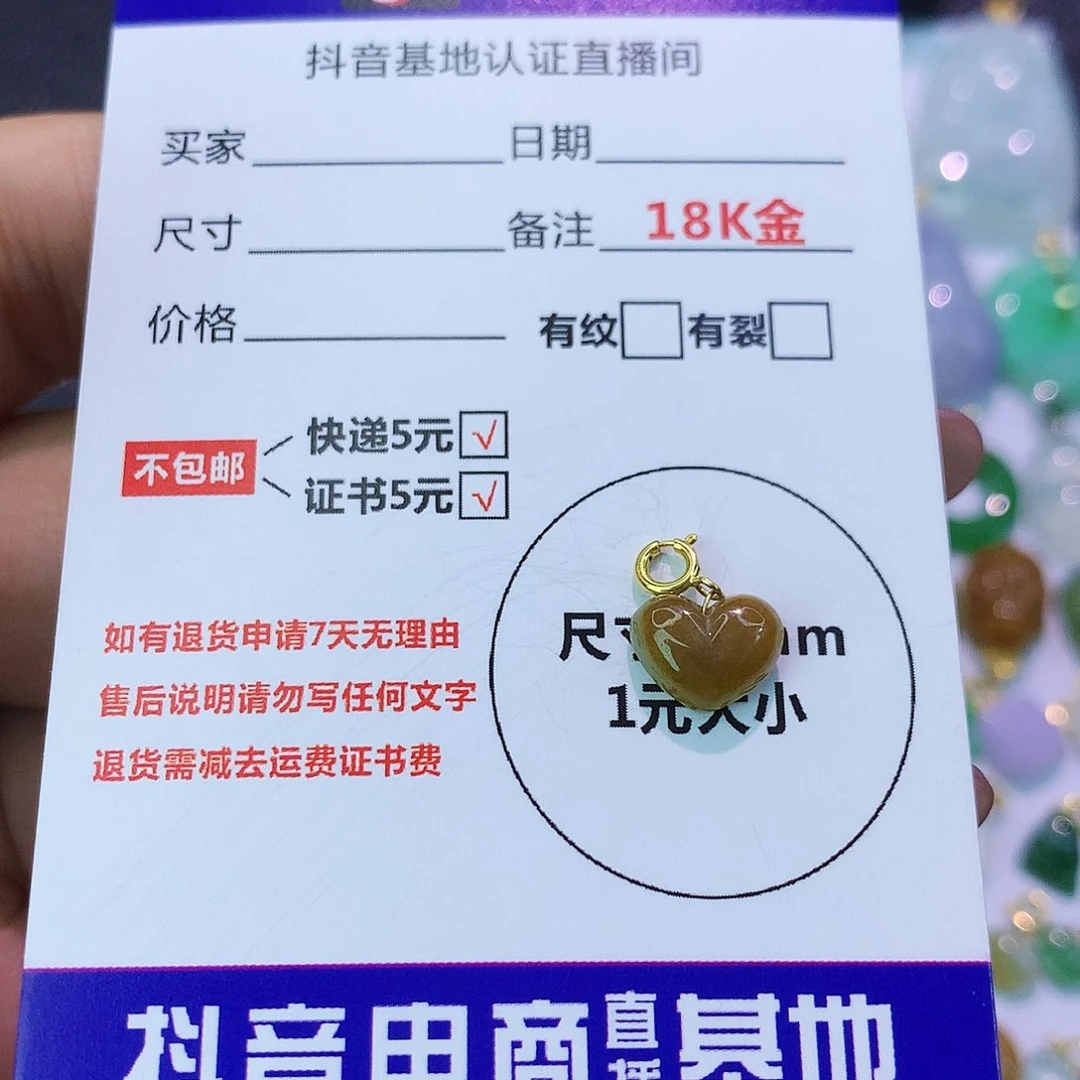 抖音基地认证直播间
买家 日期
尺寸 备注 18K金
价格 有纹 有裂
不包邮
快递5元 √
证书5元 √
如有退货申请7天无理由
售后说明请勿写任何文字
退货需减去运费证书费
尺寸 mm
1元大小
抖音电商直播基地